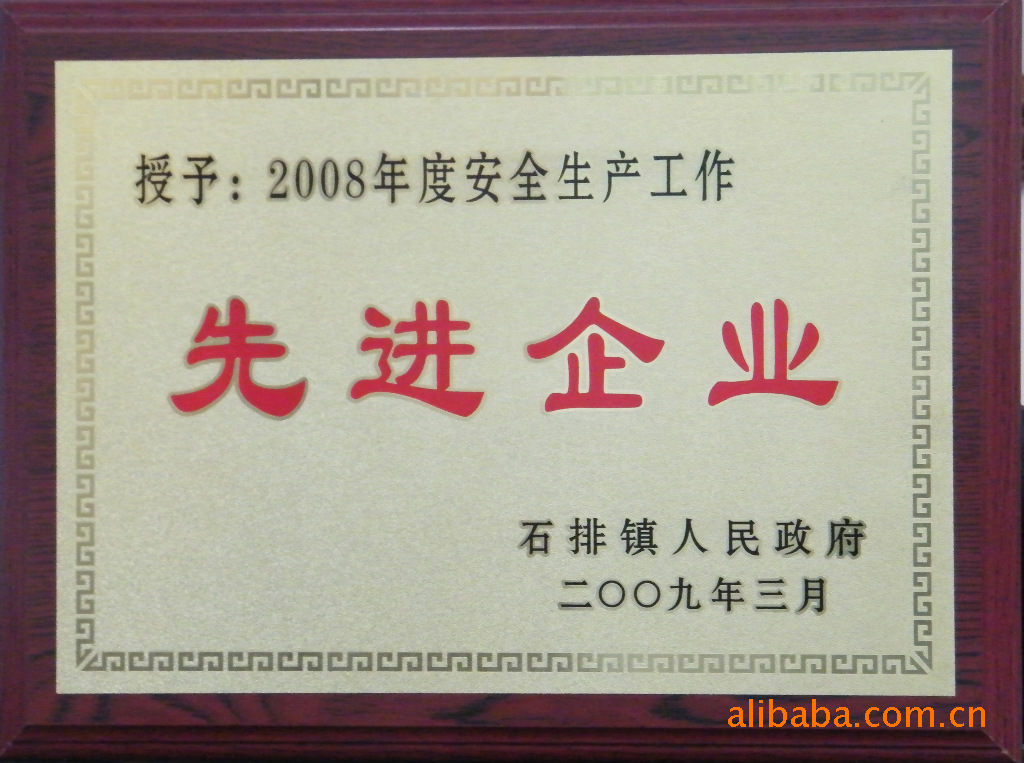 授予：2008年度安全生产工作
先进企业
石排镇人民政府
二〇〇九年三月
alibaba.com.cn